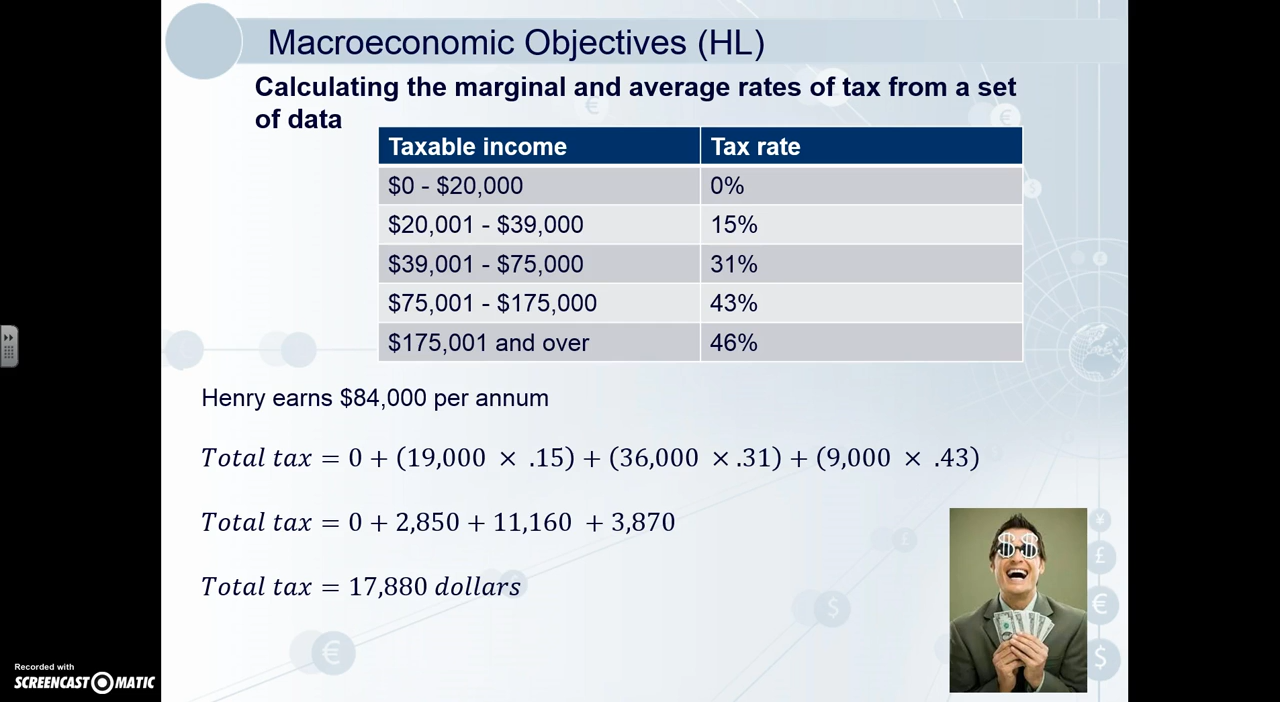 Macroeconomic Objectives (HL)
Calculating the marginal and average rates of tax from a set
of data
Taxable income Tax rate
$0 - $20,000 0%
$20,001 - $39,000 15%
$39,001 - $75,000 31%
$75,001 - $175,000 43%
$175,001 and over 46%
Henry earns $84,000 per annum
Total tax = 0 + (19,000 × .15) + (36,000 × .31) + (9,000 × .43)
Total tax = 0 + 2,850 + 11,160 + 3,870
Total tax = 17,880 dollars
Recorded with
SCREENCAST-O-MATIC